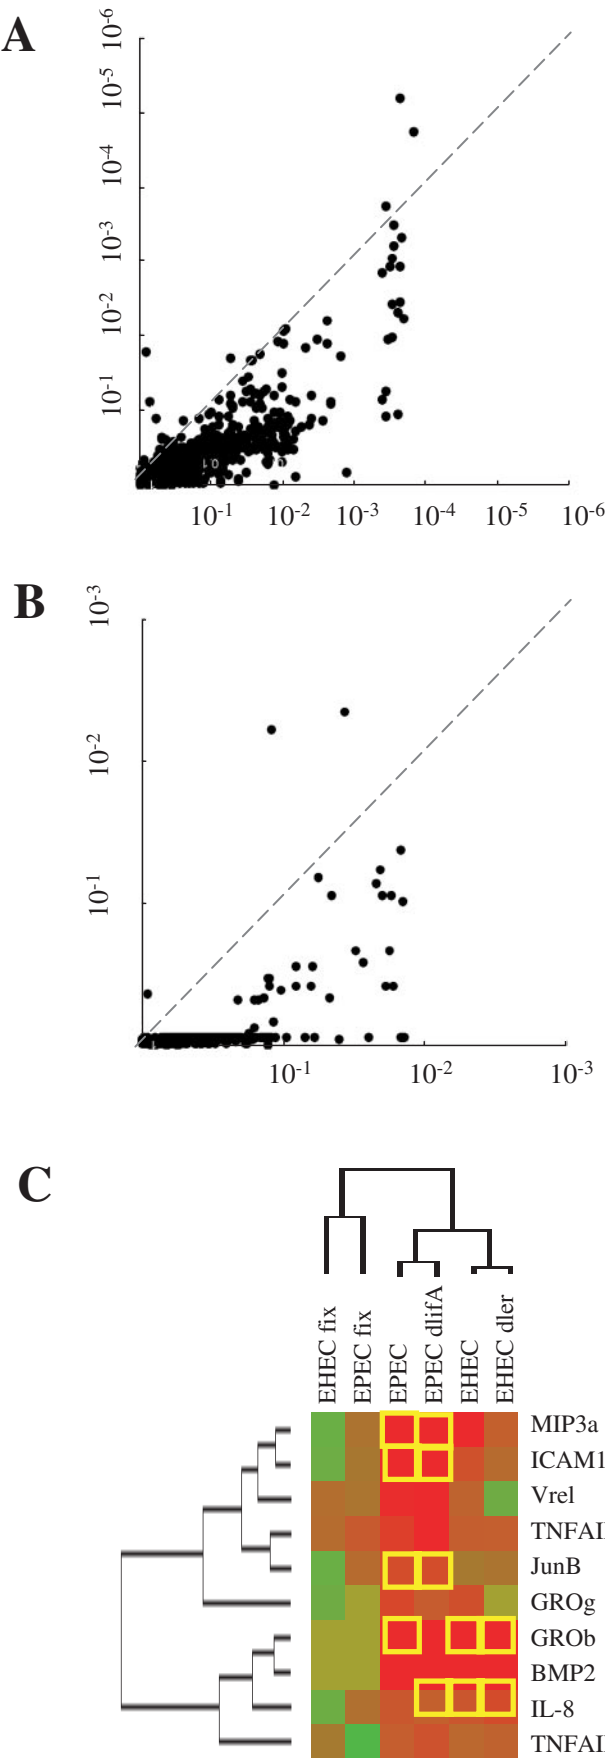 A
10-6
10-5
10-4
10-3
10-2
10-1
10-1 10-2 10-3 10-4 10-5 10-6
B
10-3
10-2
10-1
10-1 10-2 10-3
C
EHEC fix
EPEC fix
EPEC
EPEC dlifA
EHEC
EHEC dler
MIP3a
ICAM1
Vrel
JunB
GROg
GROb
BMP2
IL-8